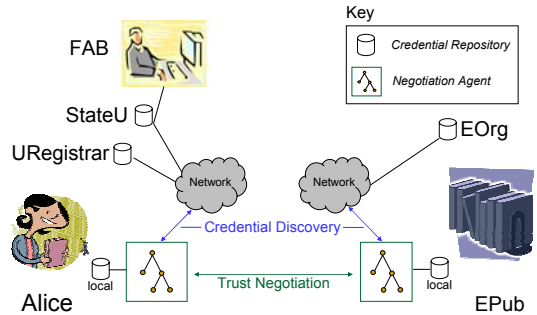 Key
FAB
Credential Repository
Negotiation Agent
StateU
EOrg
URegistrar
Network
Network
Credential Discovery
local
Trust Negotiation
local
Alice
EPub